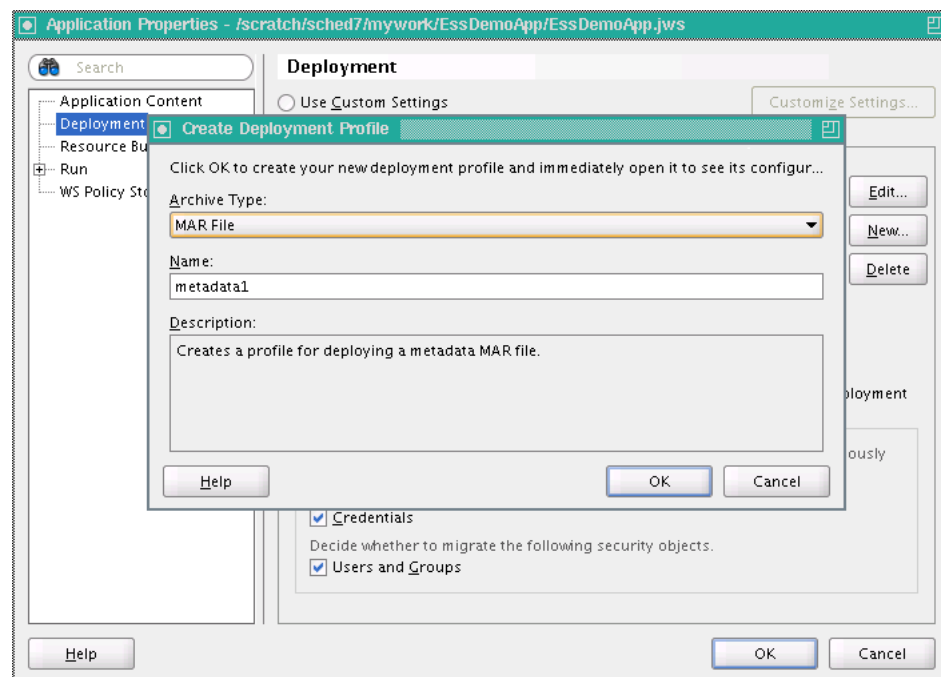 Application Properties - /scratch/sched7/mywork/EssDemoApp/EssDemoApp.jws
Search
Application Content
Deployment
Resource Bu
Run
WS Policy Sto
Deployment
Use Custom Settings
Customize Settings...
Edit...
New...
Delete
Create Deployment Profile
Click OK to create your new deployment profile and immediately open it to see its configur...
Archive Type:
MAR File
Name:
metadata1
Description:
Creates a profile for deploying a metadata MAR file.
Help
OK
Cancel
ployment
ously
Credentials
Decide whether to migrate the following security objects.
Users and Groups
Help
OK
Cancel